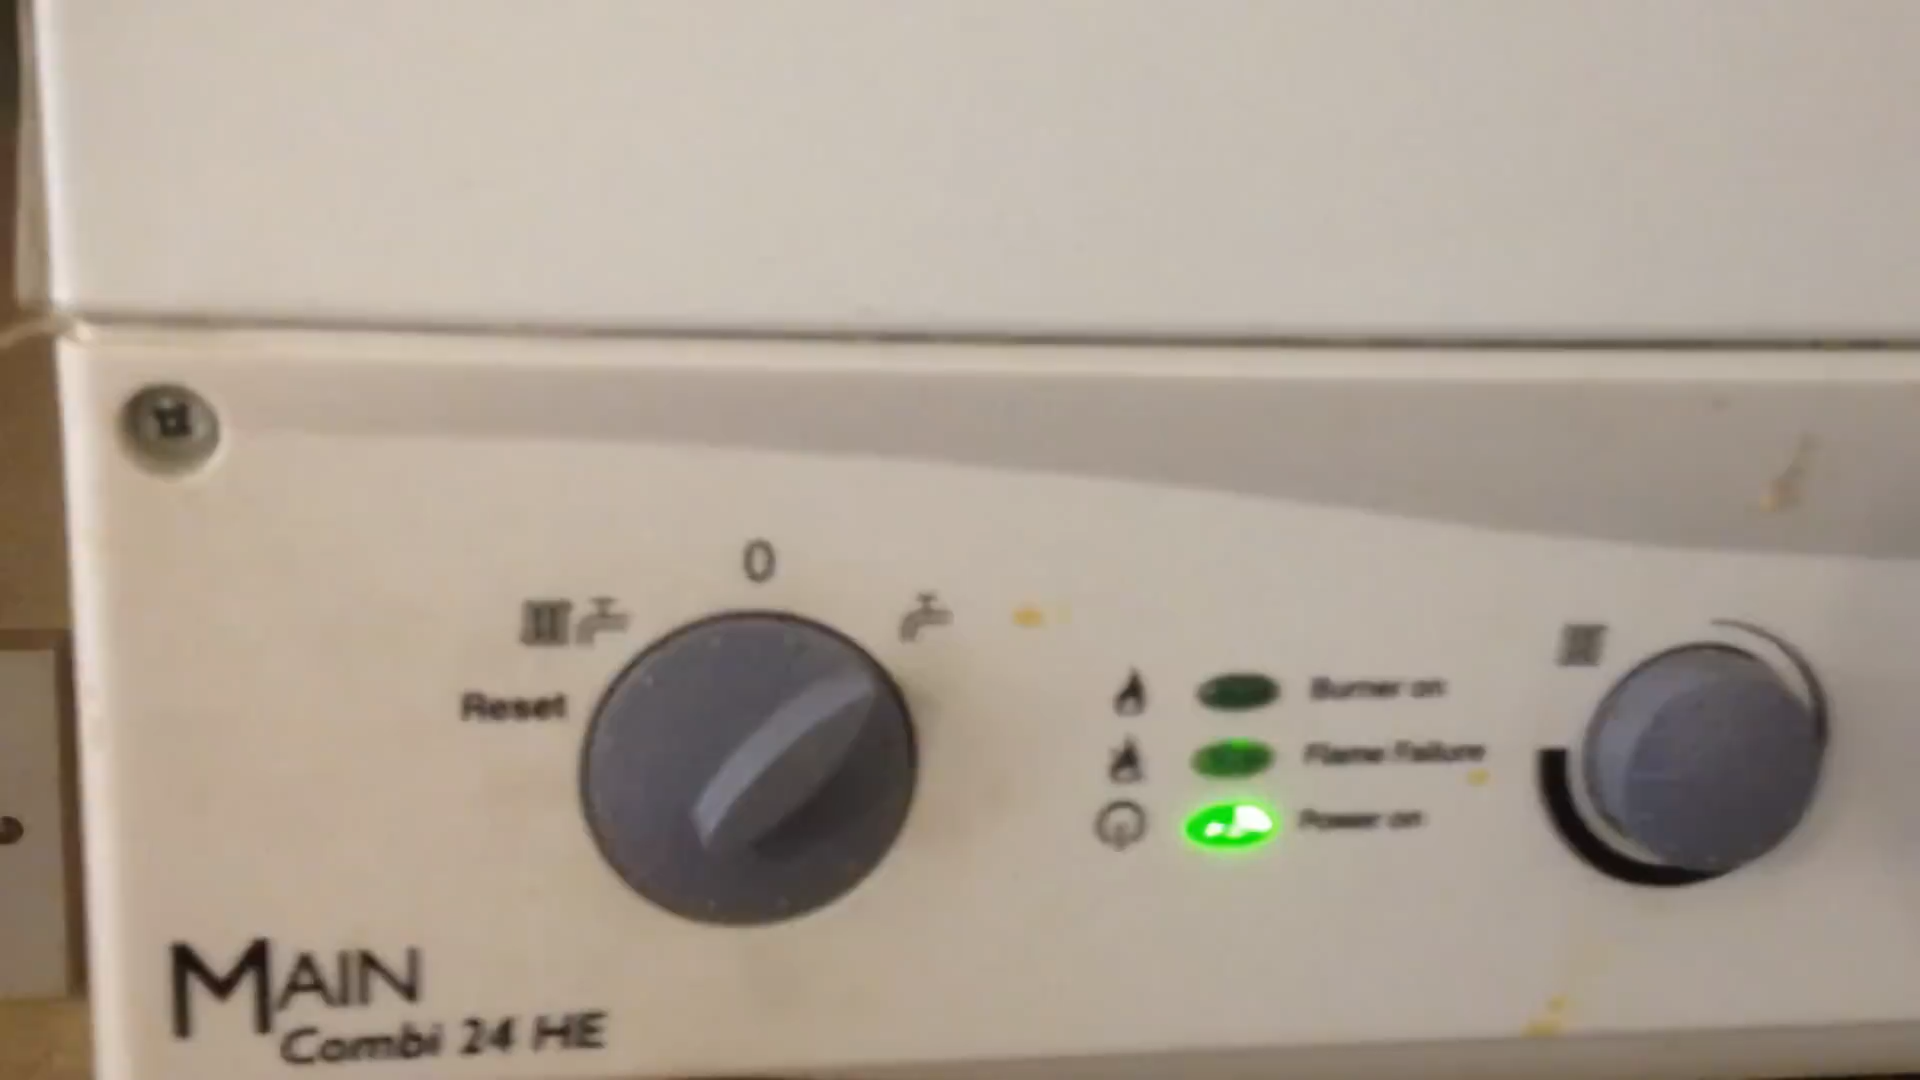 0
Reset
Burner on
Flame Failure
Power on
MAIN
Combi 24 HE